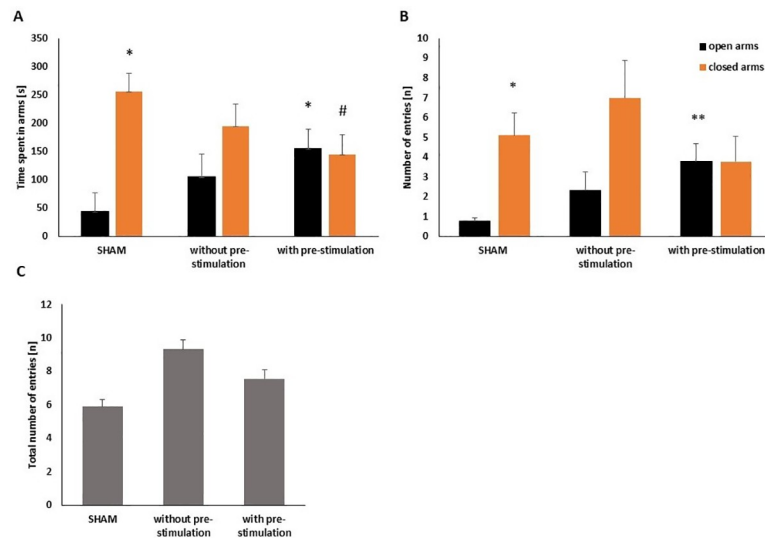 A
Time spent in arms [s]
350
300
250
200
150
100
50
0
*
*
#
SHAM
without pre-
stimulation
with pre-stimulation
B
Number of entries [n]
10
9
8
7
6
5
4
3
2
1
0
open arms
closed arms
*
**
SHAM
without pre-
stimulation
with pre-stimulation
C
Total number of entries [n]
12
10
8
6
4
2
0
SHAM
without pre-
stimulation
with pre-
stimulation